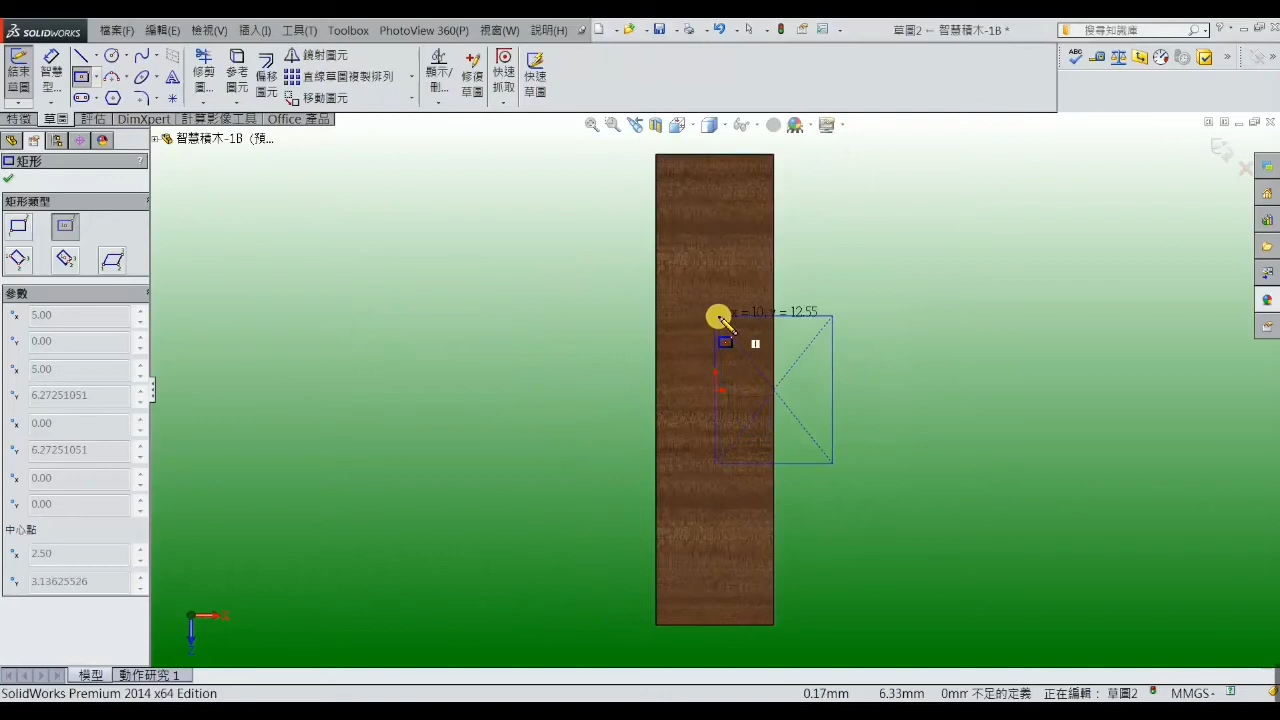 SOLIDWORKS 檔案(F) 編輯(E) 檢視(V) 插入(I) 工具(T) Toolbox PhotoView 360(P) 視窗(W) 說明(H) 草圖2 ← 智慧積木-1B * 搜尋知識庫 ?
結束草圖 智慧型... 修剪圖元 參考圖元 偏移圖元 鏡射圖元 顯示/刪... 修復草圖 快速抓取 快速草圖
直線草圖複製排列
移動圖元
特徵 草圖 評估 DimXpert 計算影像工具 Office 產品
智慧積木-1B (預...
矩形 ?
矩形類型
參數
x = 10, y = 12.55
5.00
0.00
5.00
6.27251051
0.00
6.27251051
0.00
0.00
中心點
2.50
3.13625526
模型 動作研究 1
SolidWorks Premium 2014 x64 Edition 0.17mm 6.33mm 0mm 不足的定義 正在編輯： 草圖2 MMGS